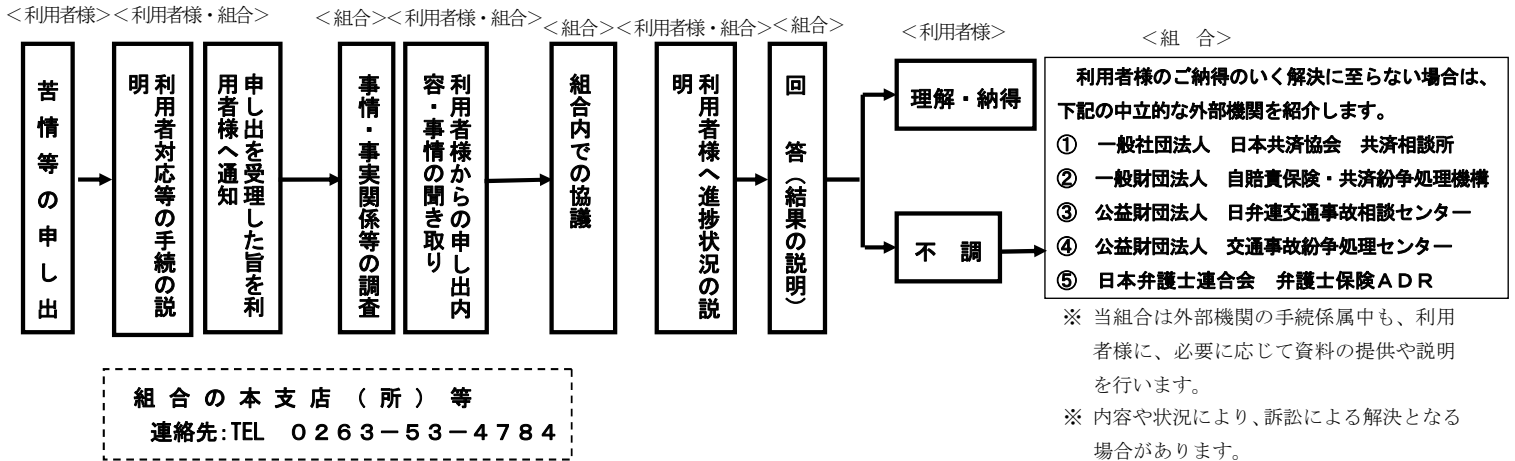 ＜利用者様＞
＜利用者様・組合＞
＜組合＞
＜利用者様・組合＞
＜組合＞
＜利用者様・組合＞
＜組合＞
＜利用者様＞
＜組　合＞
苦情等の申し出
利用者対応等の手続の説
明
申し出を受理した旨を利
用者様へ通知
事情・事実関係等の調査
利用者様からの申し出内
容・事情の聞き取り
組合内での協議
利用者様へ進捗状況の説
明
回　答（結果の説明）
理解・納得
不　調
利用者様のご納得のいく解決に至らない場合は、
下記の中立的な外部機関を紹介します。
①　一般社団法人　日本共済協会　共済相談所
②　一般財団法人　自賠責保険・共済紛争処理機構
③　公益財団法人　日弁連交通事故相談センター
④　公益財団法人　交通事故紛争処理センター
⑤　日本弁護士連合会　弁護士保険ＡＤＲ
※ 当組合は外部機関の手続係属中も、利用
者様に、必要に応じて資料の提供や説明
を行います。
※ 内容や状況により、訴訟による解決となる
場合があります。
組 合 の 本 支 店 （ 所 ） 等
連絡先：TEL　０２６３－５３－４７８４